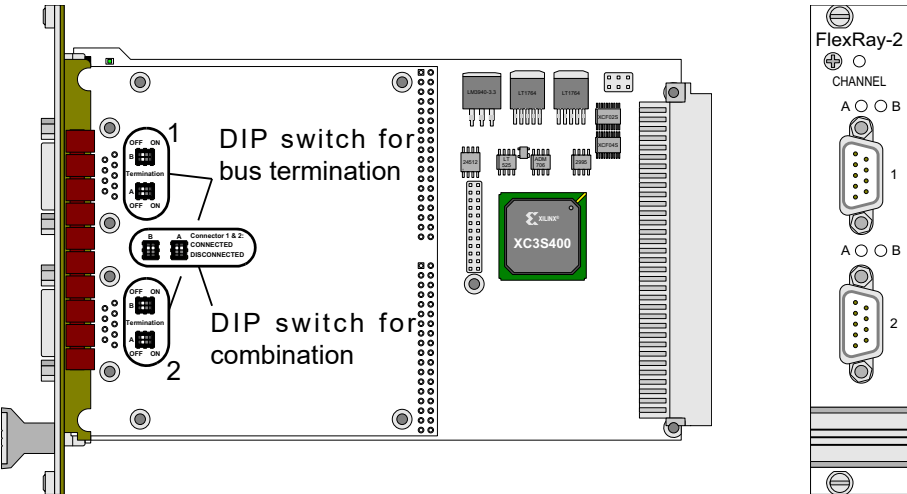 1
DIP switch for
bus termination
OFF ON
B
Termination
A
OFF ON
B A
Connector 1 & 2:
CONNECTED
DISCONNECTED
OFF ON
B
Termination
A
OFF ON
2
DIP switch for
combination
LM3940-3.3
LT1764
LT1764
XCF02S
XCF04S
24512
LT
525
ADM
706
2995
XILINX®
XC3S400
FlexRay-2
CHANNEL
A B
1
A B
2